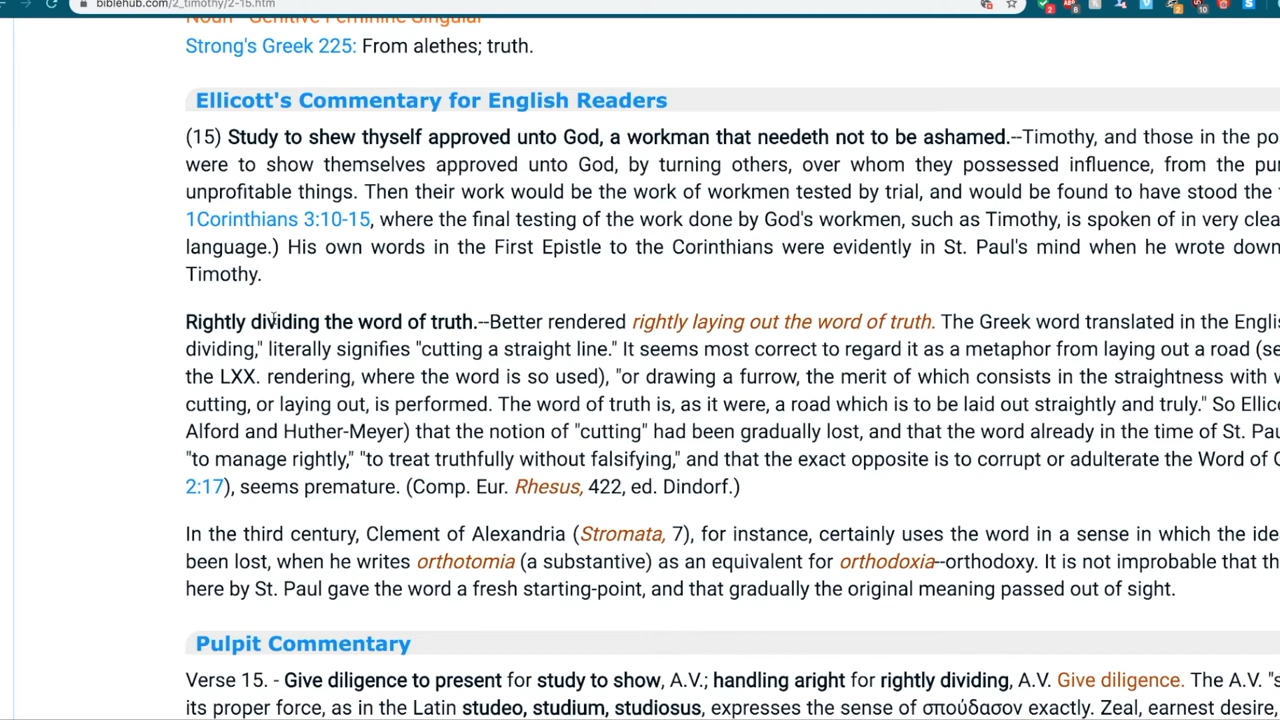 biblehub.com/2_timothy/2-15.htm
Noun - Genitive Feminine Singular
Strong's Greek 225: From alethes; truth.
Ellicott's Commentary for English Readers
(15) Study to shew thyself approved unto God, a workman that needeth not to be ashamed.--Timothy, and those in the po
were to show themselves approved unto God, by turning others, over whom they possessed influence, from the pur
unprofitable things. Then their work would be the work of workmen tested by trial, and would be found to have stood the
1Corinthians 3:10-15, where the final testing of the work done by God's workmen, such as Timothy, is spoken of in very clea
language.) His own words in the First Epistle to the Corinthians were evidently in St. Paul's mind when he wrote down
Timothy.
Rightly dividing the word of truth.--Better rendered rightly laying out the word of truth. The Greek word translated in the Engli
dividing," literally signifies "cutting a straight line." It seems most correct to regard it as a metaphor from laying out a road (se
the LXX. rendering, where the word is so used), "or drawing a furrow, the merit of which consists in the straightness with
cutting, or laying out, is performed. The word of truth is, as it were, a road which is to be laid out straightly and truly." So Ellic
Alford and Huther-Meyer) that the notion of "cutting" had been gradually lost, and that the word already in the time of St. Pau
"to manage rightly," "to treat truthfully without falsifying," and that the exact opposite is to corrupt or adulterate the Word of
2:17), seems premature. (Comp. Eur. Rhesus, 422, ed. Dindorf.)
In the third century, Clement of Alexandria (Stromata, 7), for instance, certainly uses the word in a sense in which the ide
been lost, when he writes orthotomia (a substantive) as an equivalent for orthodoxia--orthodoxy. It is not improbable that th
here by St. Paul gave the word a fresh starting-point, and that gradually the original meaning passed out of sight.
Pulpit Commentary
Verse 15. - Give diligence to present for study to show, A.V.; handling aright for rightly dividing, A.V. Give diligence. The A.V. "s
its proper force, as in the Latin studeo, studium, studiosus, expresses the sense of σπούδασον exactly. Zeal, earnest desire,